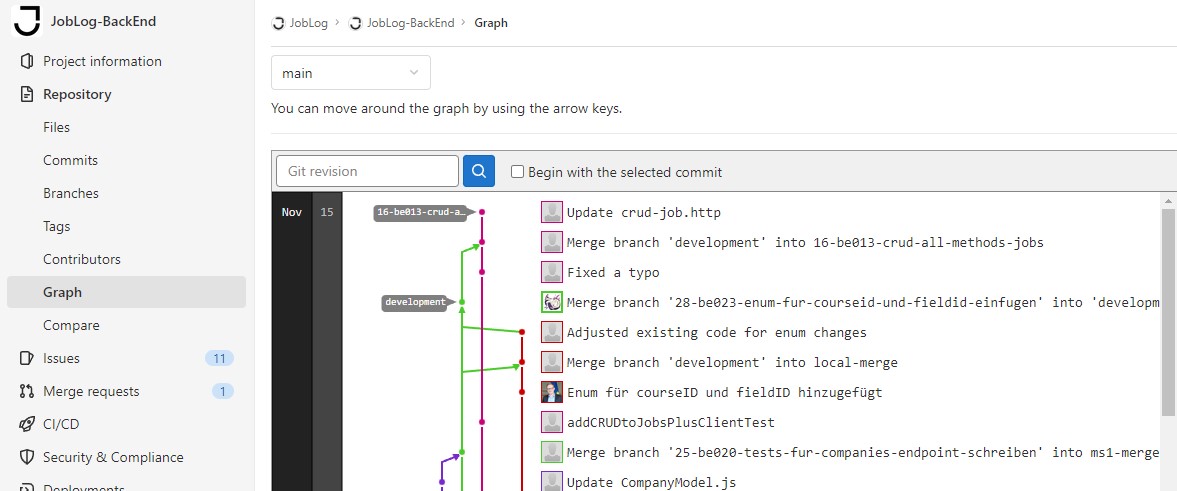 JobLog-BackEnd
Project information
Repository
Files
Commits
Branches
Tags
Contributors
Graph
Compare
Issues 11
Merge requests 1
CI/CD
Security & Compliance
Deployments
JobLog > JobLog-BackEnd > Graph
main
You can move around the graph by using the arrow keys.
Git revision
Begin with the selected commit
Nov 15
16-be013-crud-a… Update crud-job.http
Merge branch 'development' into 16-be013-crud-all-methods-jobs
Fixed a typo
development Merge branch '28-be023-enum-fur-courseid-und-fieldid-einfugen' into 'developm
Adjusted existing code for enum changes
Merge branch 'development' into local-merge
Enum für courseID und fieldID hinzugefügt
addCRUDtoJobsPlusClientTest
Merge branch '25-be020-tests-fur-companies-endpoint-schreiben' into ms1-merge
Update CompanyModel.js